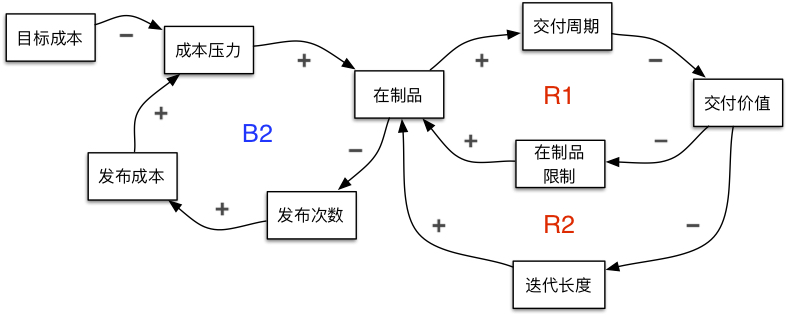 目标成本
−
成本压力
+
交付周期
+
−
在制品
R1
交付价值
+
B2
−
+
−
在制品
限制
发布成本
+
发布次数
+
R2
−
迭代长度